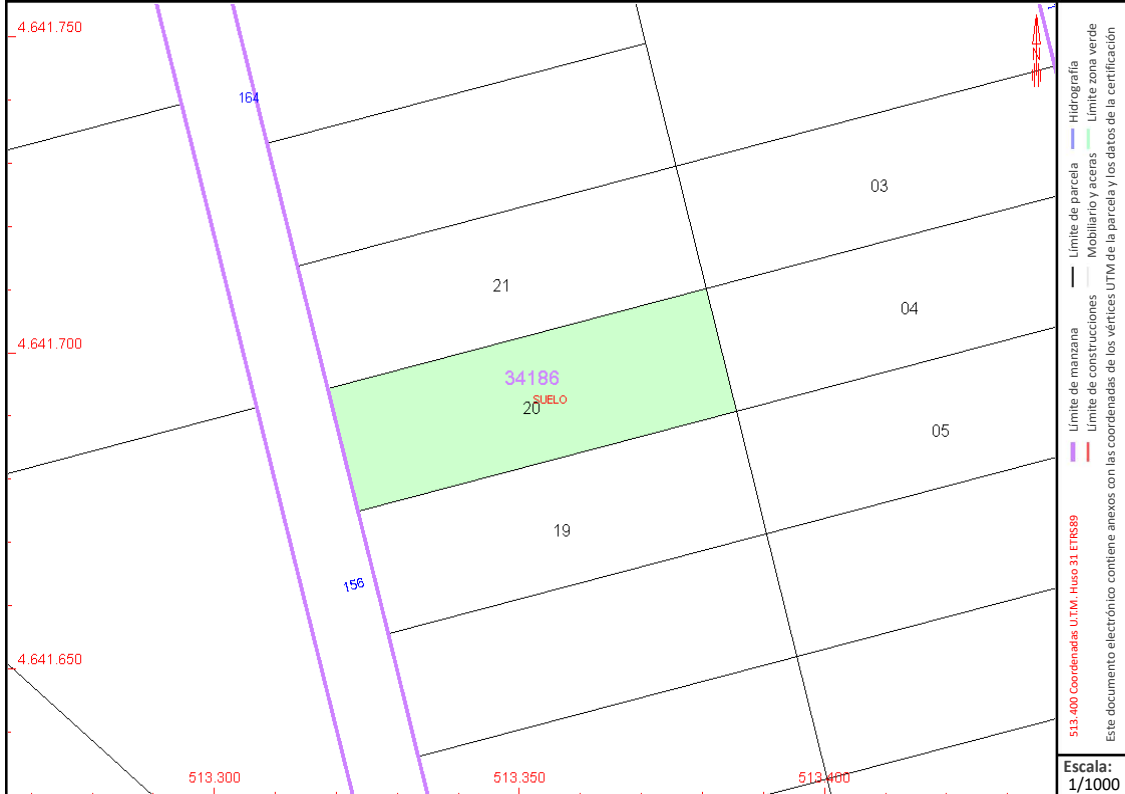 4.641.750
164
03
21
04
4.641.700
34186
SUELO
20
05
19
156
4.641.650
513.300
513.350
513.400
N
513.400 Coordenadas U.T.M. Huso 31 ETRS89
Límite de manzana
Límite de parcela
Hidrografía
Límite de construcciones
Mobiliario y aceras
Límite zona verde
Este documento electrónico contiene anexos con las coordenadas de los vértices UTM de la parcela y los datos de la certificación
Escala:
1/1000